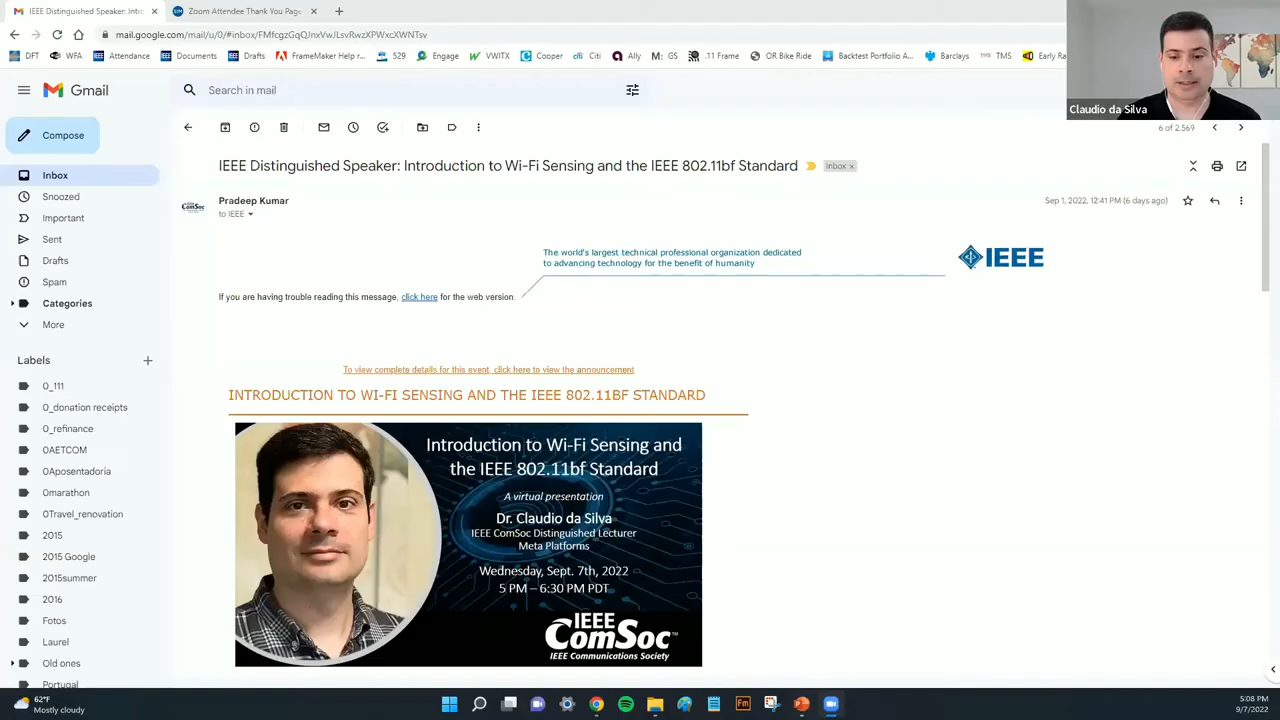 IEEE Distinguished Speaker: In
Zoom Attendee Thank You Page
mail.google.com/mail/u/0/#inbox/FMfcgzGqQJnxVwJLsvRwzXPWxcXWNTsv
DFT
WFA
Attendance
Documents
Drafts
FrameMaker Help r...
529
Engage
VWITX
Cooper
Citi
Ally
GS
.11 Frame
OR Bike Ride
Backtest Portfolio A...
Barclays
TMS
Early Ra
Claudio da Silva
Gmail
Search in mail
Compose
6 of 2,569
Inbox
Snoozed
Important
Sent
Drafts
Spam
Categories
More
Labels
0_111
0_donation receipts
0_refinance
0AETCOM
0Aposentadoria
0marathon
0Travel_renovation
2015
2015 Google
2015summer
2016
Fotos
Laurel
Old ones
Portugal
IEEE Distinguished Speaker: Introduction to Wi-Fi Sensing and the IEEE 802.11bf Standard
Inbox ×
Pradeep Kumar
to IEEE
Sep 1, 2022, 12:41 PM (6 days ago)
The world's largest technical professional organization dedicated
to advancing technology for the benefit of humanity
IEEE
If you are having trouble reading this message, click here for the web version.
To view complete details for this event, click here to view the announcement
INTRODUCTION TO WI-FI SENSING AND THE IEEE 802.11BF STANDARD
Introduction to Wi-Fi Sensing and
the IEEE 802.11bf Standard
A virtual presentation
Dr. Claudio da Silva
IEEE ComSoc Distinguished Lecturer
Meta Platforms
Wednesday, Sept. 7th, 2022
5 PM – 6:30 PM PDT
IEEE
ComSoc™
IEEE Communications Society
62°F
Mostly cloudy
Fm
5:08 PM
9/7/2022